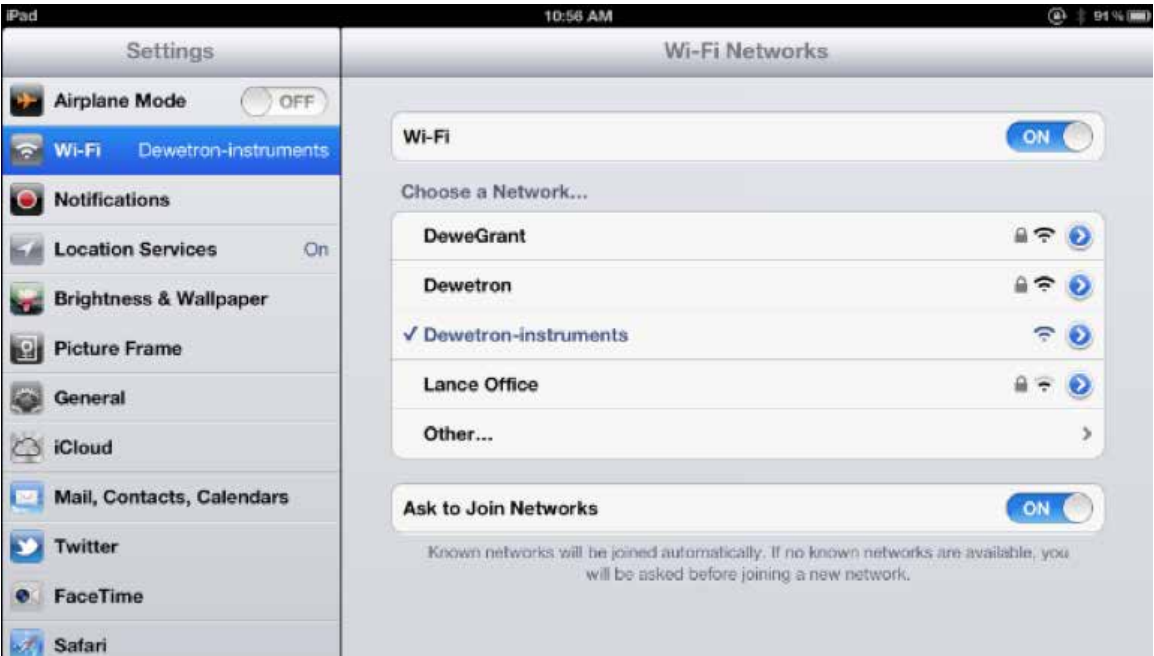 iPad 10:56 AM 91%
Settings
Airplane Mode OFF
Wi-Fi Dewetron-instruments
Notifications
Location Services On
Brightness & Wallpaper
Picture Frame
General
iCloud
Mail, Contacts, Calendars
Twitter
FaceTime
Safari
Wi-Fi Networks
Wi-Fi ON
Choose a Network...
DeweGrant
Dewetron
✓ Dewetron-instruments
Lance Office
Other...
Ask to Join Networks ON
Known networks will be joined automatically. If no known networks are available, you
will be asked before joining a new network.